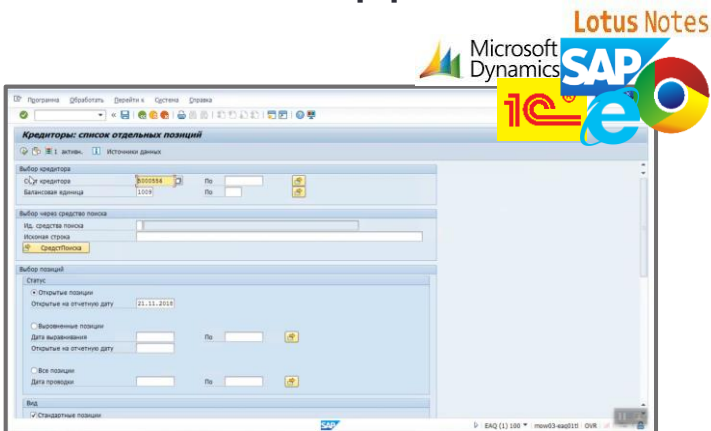 Lotus Notes
Microsoft
Dynamics
SAP
1С
Программа Обработать Перейти к Система Справка
Кредиторы: список отдельных позиций
1 активн. Источники данных
Выбор кредитора
Счет кредитора По
Балансовая единица По
Выбор через средство поиска
Ид. средства поиска
Искомая строка
СредстПоиска
Выбор позиций
Статус
Открытые позиции
Открытые на отчетную дату 21.11.2018
Выровненные позиции
Дата выравнивания По
Открытые на отчетную дату
Все позиции
Дата проводки По
Вид
Стандартные позиции
SAP EAQ (1) 100 OVR